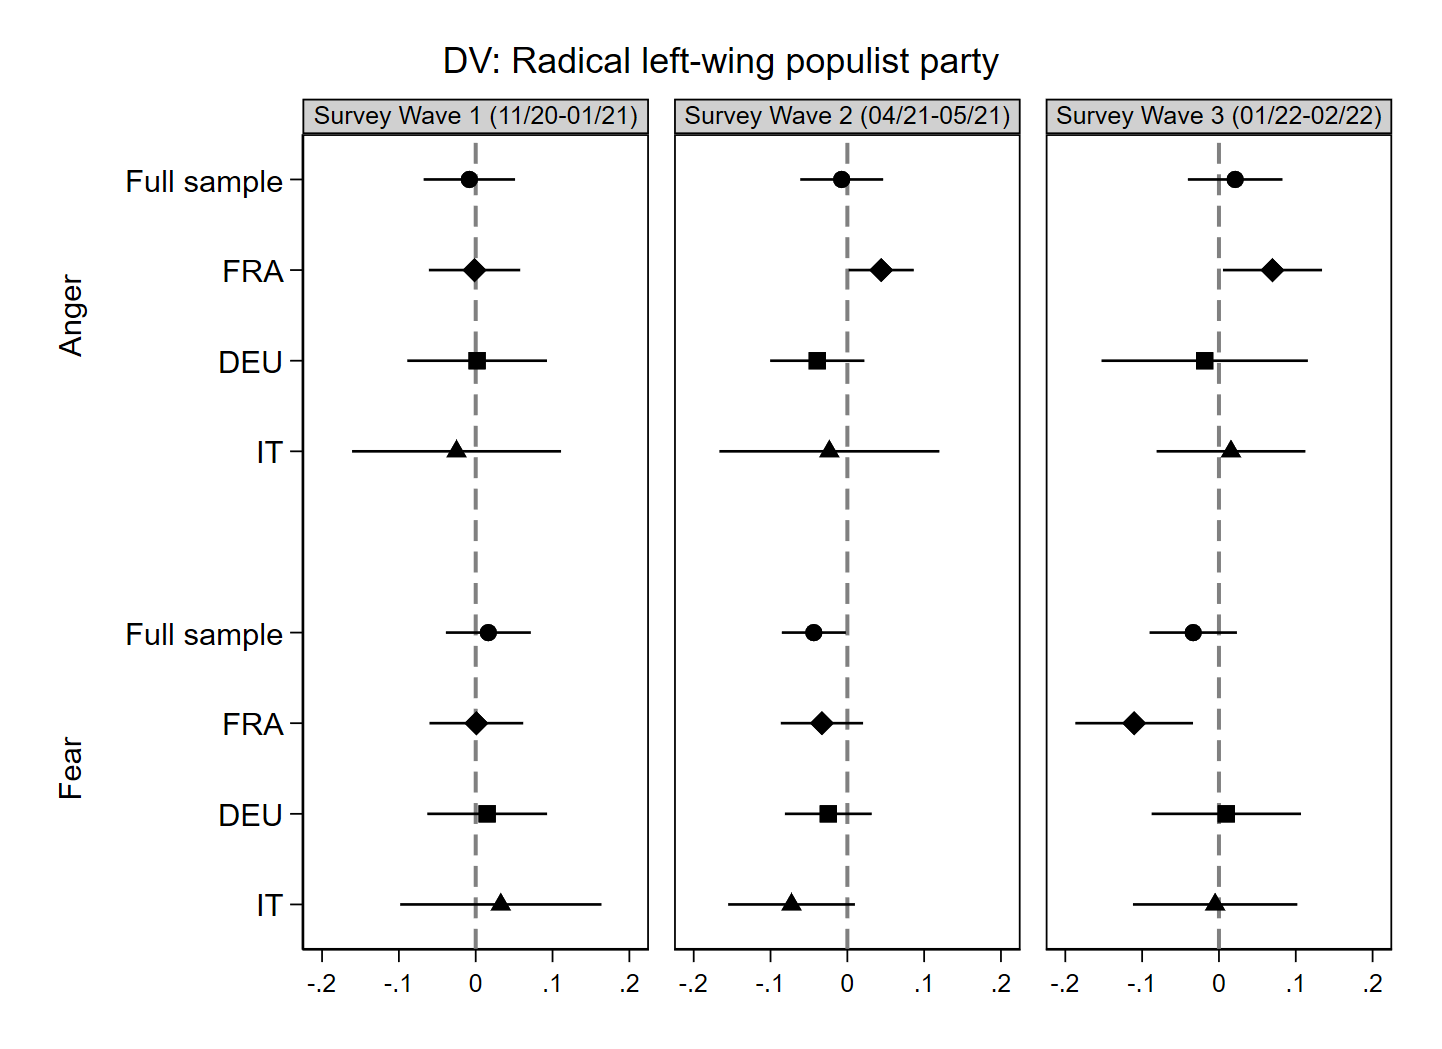 DV: Radical left-wing populist party
Survey Wave 1 (11/20-01/21) Survey Wave 2 (04/21-05/21) Survey Wave 3 (01/22-02/22)
Anger
Full sample
FRA
DEU
IT
Fear
Full sample
FRA
DEU
IT
-.2 -.1 0 .1 .2 -.2 -.1 0 .1 .2 -.2 -.1 0 .1 .2